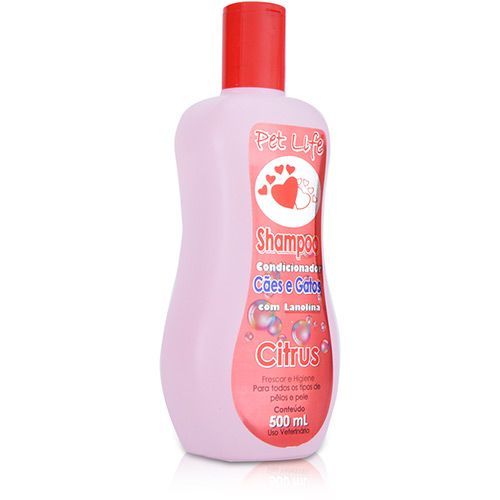 Pet Life
Shampoo
Condicionador
Cães e Gatos
com Lanolina
Citrus
Frescor e Higiene
Para todos os tipos de
pêlos e pele
Conteúdo
500 mL
Uso Veterinário